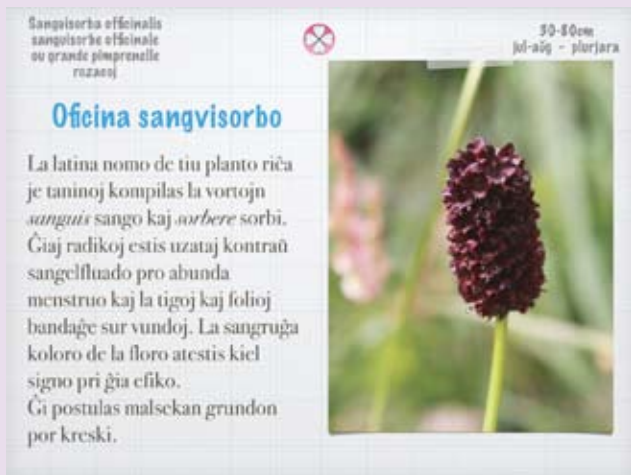 Sanguisorba officinalis
sanguisorbe officinale
ou grande pimprenelle
rozacoj
30-80cm
jul-aŭg - plurjara
Oficina sangvisorbo
La latina nomo de tiu planto riĉa
je taninoj kompilas la vortojn
sanguis sango kaj sorbere sorbi.
Ĝiaj radikoj estis uzataj kontraŭ
sangelfluado pro abunda
menstruo kaj la tigoj kaj folioj
bandaĝe sur vundoj. La sangruĝa
koloro de la floro atestis kiel
signo pri ĝia efiko.
Ĝi postulas malsekan grundon
por kreski.